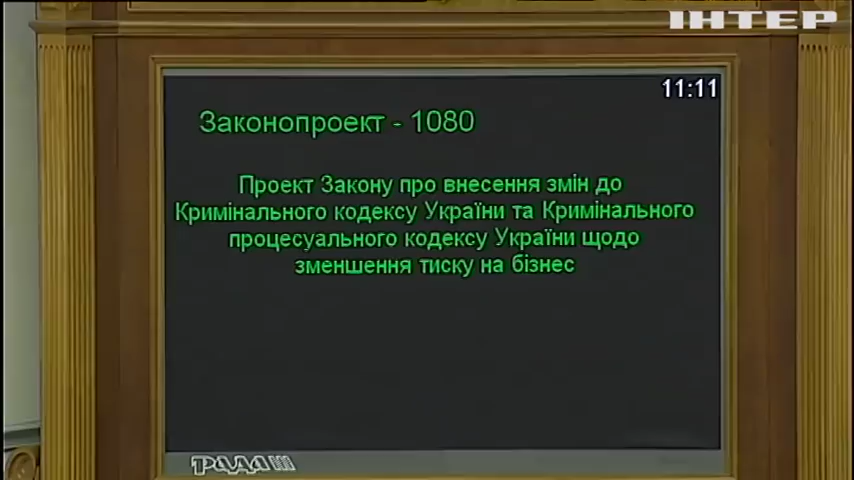 ІНТЕР
11:11
Законопроект - 1080
Проект Закону про внесення змін до
Кримінального кодексу України та Кримінального
процесуального кодексу України щодо
зменшення тиску на бізнес
РАДА